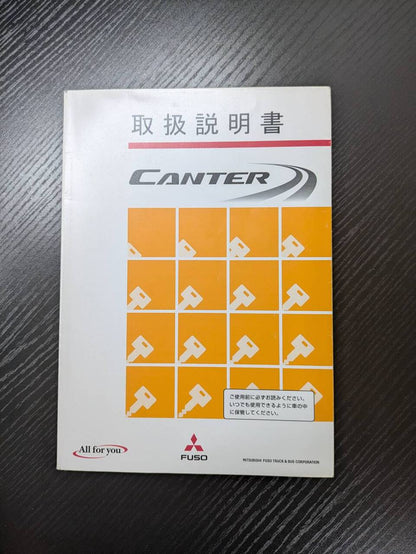 取扱説明書
CANTER
ご使用前に必ずお読みください。
いつでも使用できるように車の中
に保管してください。
All for you
FUSO
MITSUBISHI FUSO TRUCK & BUS CORPORATION